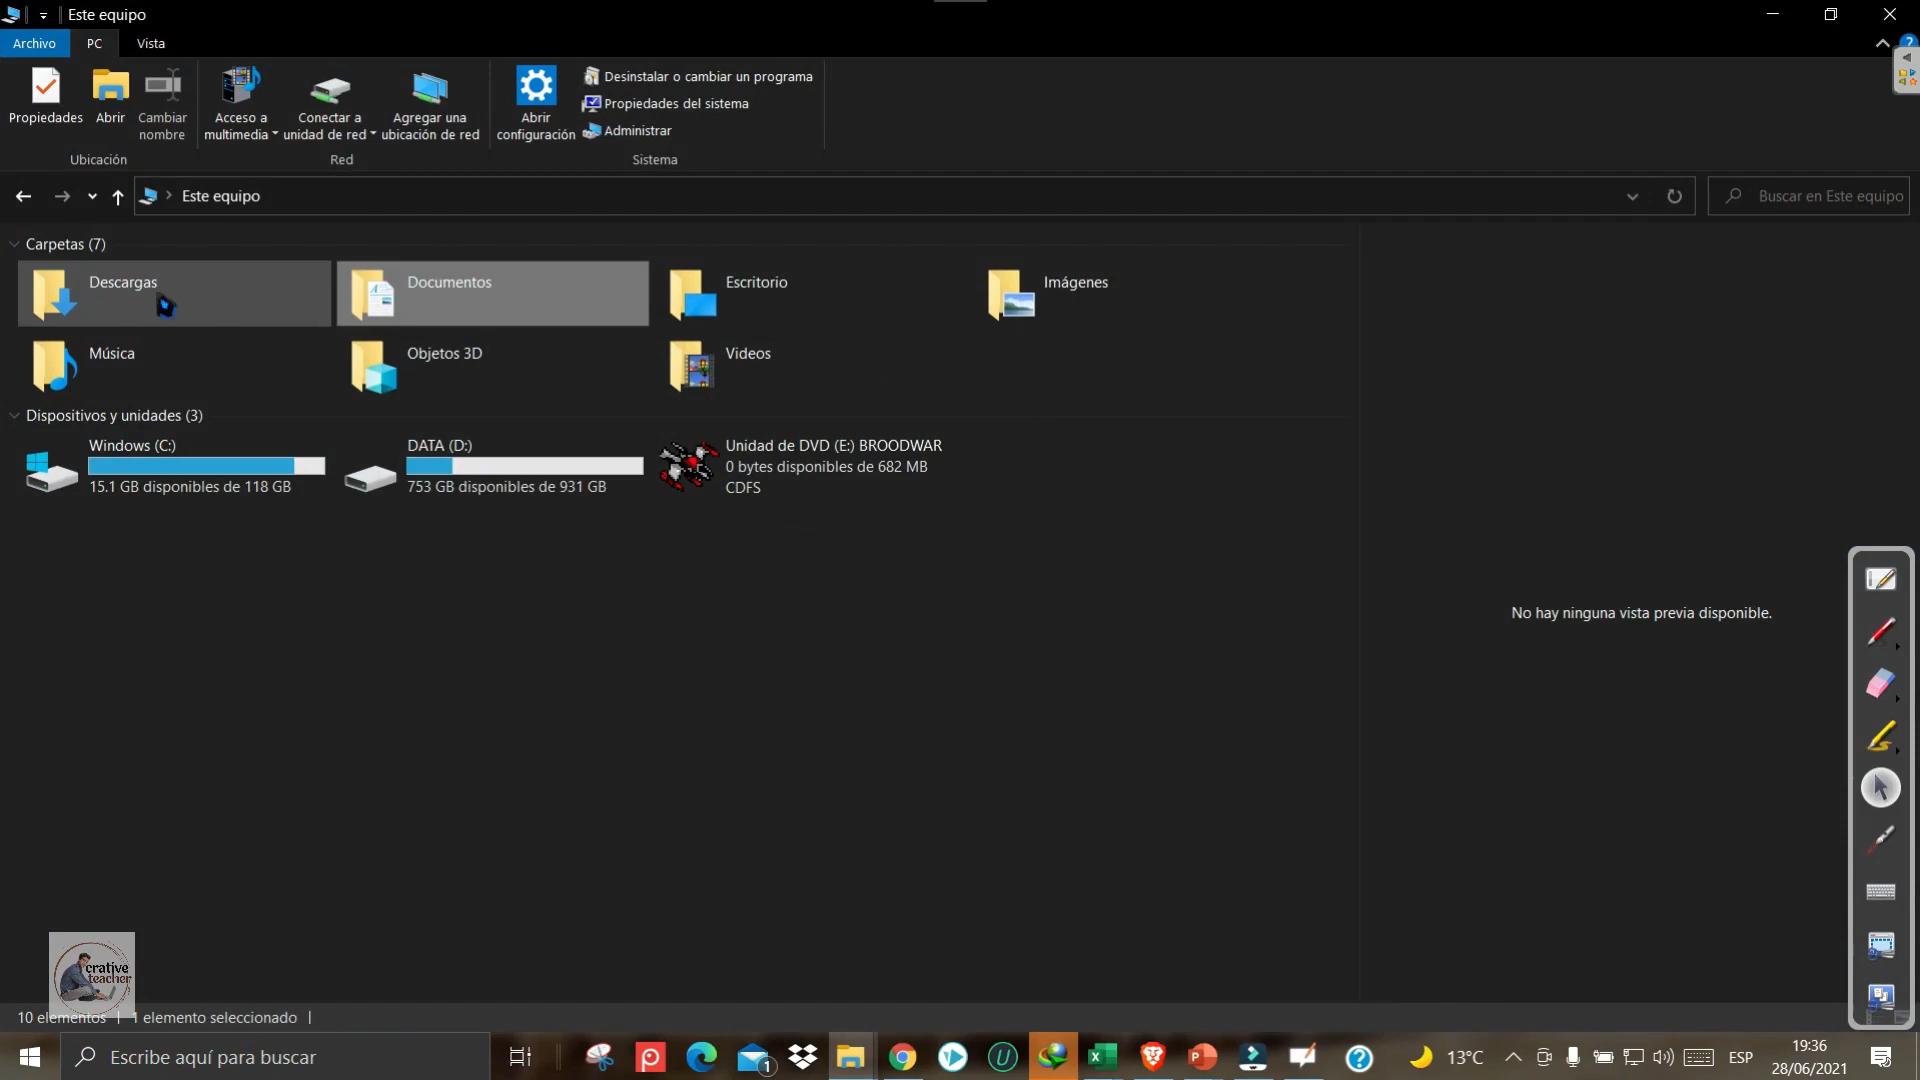 Este equipo
Archivo PC Vista
Propiedades
Abrir
Cambiar
nombre
Ubicación
Acceso a
multimedia
Conectar a
unidad de red
Agregar una
ubicación de red
Red
Abrir
configuración
Desinstalar o cambiar un programa
Propiedades del sistema
Administrar
Sistema
Este equipo
Buscar en Este equipo
Carpetas (7)
Descargas
Documentos
Escritorio
Imágenes
Música
Objetos 3D
Videos
Dispositivos y unidades (3)
Windows (C:)
15.1 GB disponibles de 118 GB
DATA (D:)
753 GB disponibles de 931 GB
Unidad de DVD (E:) BROODWAR
0 bytes disponibles de 682 MB
CDFS
No hay ninguna vista previa disponible.
crative
teacher
10 elementos 1 elemento seleccionado
Escribe aquí para buscar
1
13°C
ESP
19:36
28/06/2021